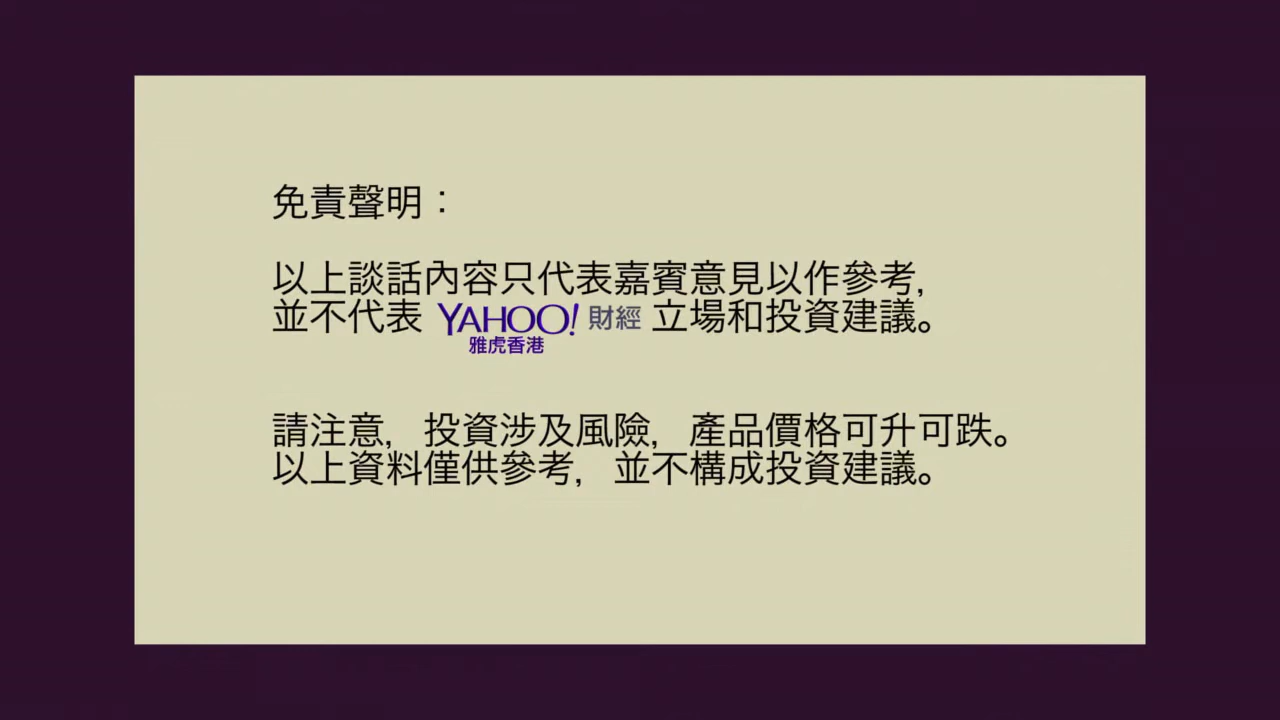 免責聲明：
以上談話內容只代表嘉賓意見以作參考,
並不代表 YAHOO! 財經 立場和投資建議。
雅虎香港
請注意, 投資涉及風險, 產品價格可升可跌。
以上資料僅供參考, 並不構成投資建議。